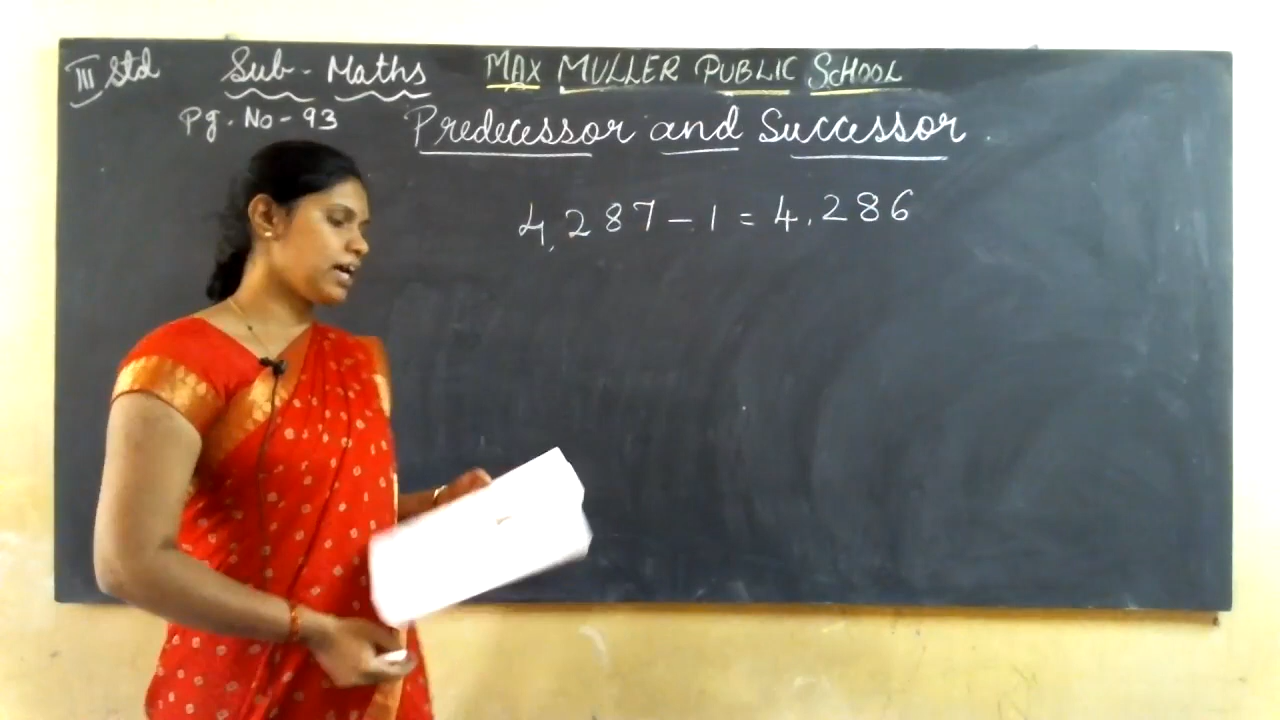 III Std Sub - Maths MAX MULLER PUBLIC SCHOOL
Pg. No - 93 Predecessor and Successor
4,287 - 1 = 4,286